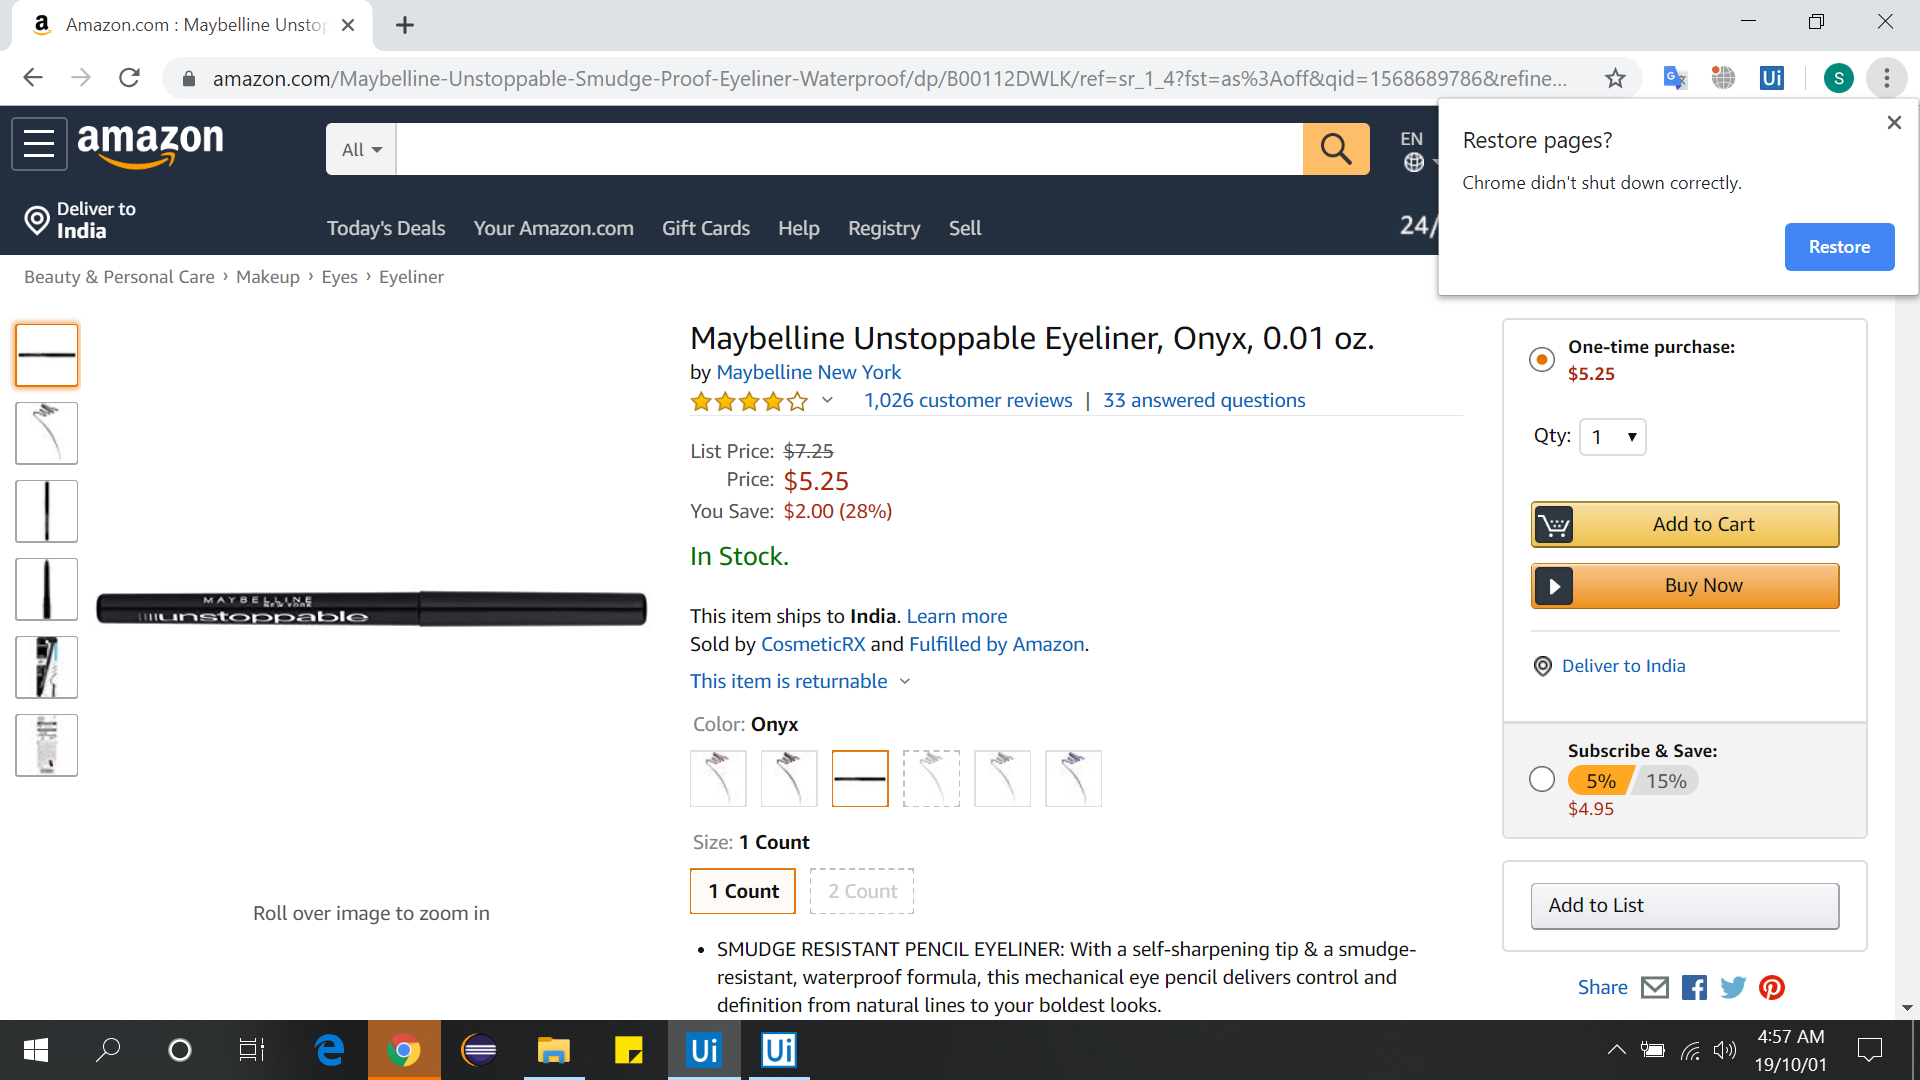 Amazon.com : Maybelline Unstop
amazon.com/Maybelline-Unstoppable-Smudge-Proof-Eyeliner-Waterproof/dp/B00112DWLK/ref=sr_1_4?fst=as%3Aoff&qid=1568689786&refine...
S
Restore pages?
Chrome didn't shut down correctly.
Restore
amazon
All
EN
Deliver to
India
Today's Deals
Your Amazon.com
Gift Cards
Help
Registry
Sell
24/
Beauty & Personal Care › Makeup › Eyes › Eyeliner
Maybelline Unstoppable Eyeliner, Onyx, 0.01 oz.
by Maybelline New York
1,026 customer reviews | 33 answered questions
List Price: $7.25
Price: $5.25
You Save: $2.00 (28%)
In Stock.
This item ships to India. Learn more
Sold by CosmeticRX and Fulfilled by Amazon.
This item is returnable
Color: Onyx
Size: 1 Count
1 Count
2 Count
• SMUDGE RESISTANT PENCIL EYELINER: With a self-sharpening tip & a smudge-
resistant, waterproof formula, this mechanical eye pencil delivers control and
definition from natural lines to your boldest looks.
MAYBELLINE
NEW YORK
unstoppable
Roll over image to zoom in
One-time purchase:
$5.25
Qty: 1
Add to Cart
Buy Now
Deliver to India
Subscribe & Save:
5% 15%
$4.95
Add to List
Share
Ui
Ui
Ui
4:57 AM
19/10/01